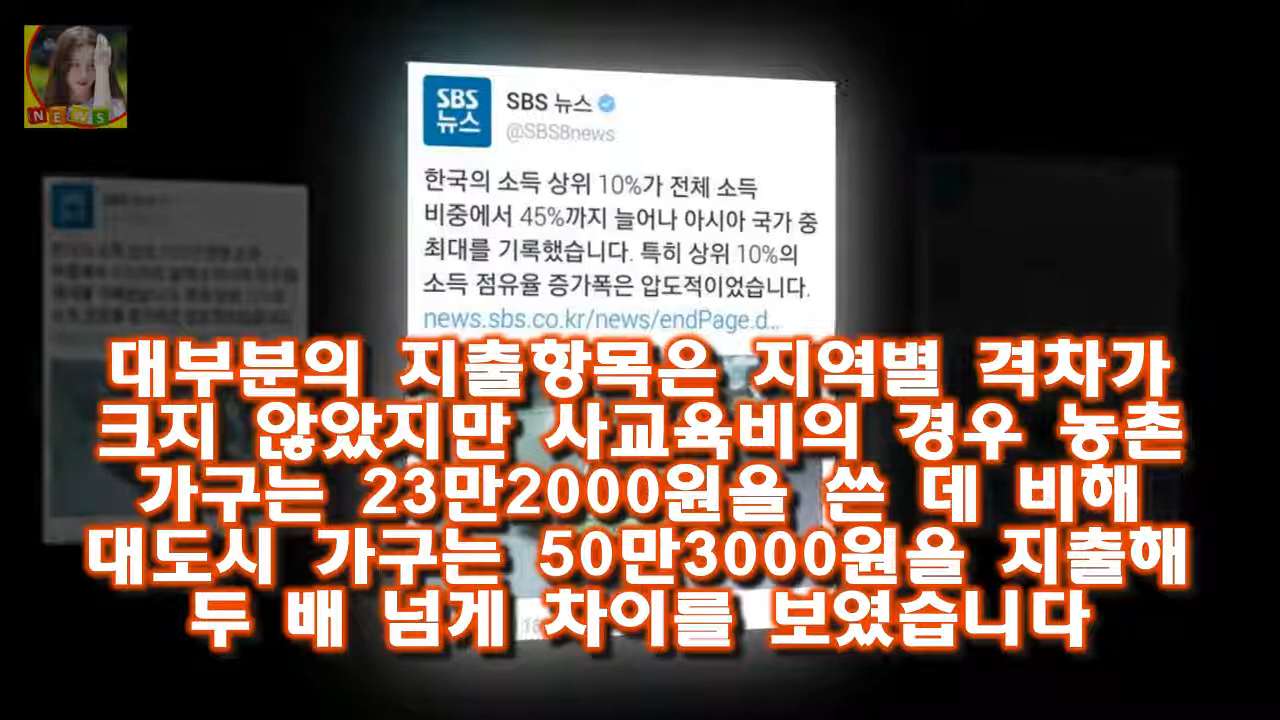 NEWS
SBS
뉴스
SBS 뉴스
@SBS8news
한국의 소득 상위 10%가 전체 소득
비중에서 45%까지 늘어나 아시아 국가 중
최대를 기록했습니다. 특히 상위 10%의
소득 점유율 증가폭은 압도적이었습니다.
news.sbs.co.kr/news/endPage.d...
대부분의 지출항목은 지역별 격차가
크지 않았지만 사교육비의 경우 농촌
가구는 23만2000원을 쓴 데 비해
대도시 가구는 50만3000원을 지출해
두 배 넘게 차이를 보였습니다